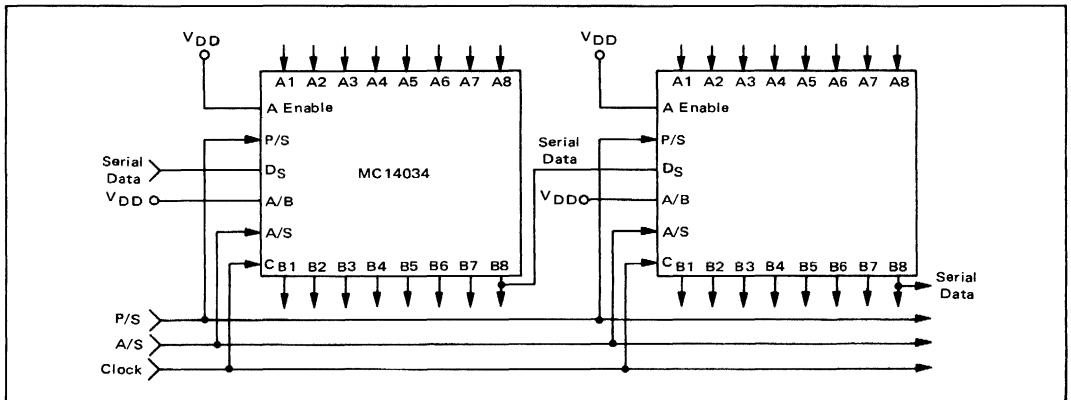 VDD
A1 A2 A3 A4 A5 A6 A7 A8
A Enable
P/S
Serial
Data
DS
MC14034
VDD
A/B
A/S
C
B1 B2 B3 B4 B5 B6 B7 B8
VDD
A1 A2 A3 A4 A5 A6 A7 A8
A Enable
P/S
Serial
Data
DS
VDD
A/B
A/S
C
B1 B2 B3 B4 B5 B6 B7 B8
Serial
Data
P/S
A/S
Clock